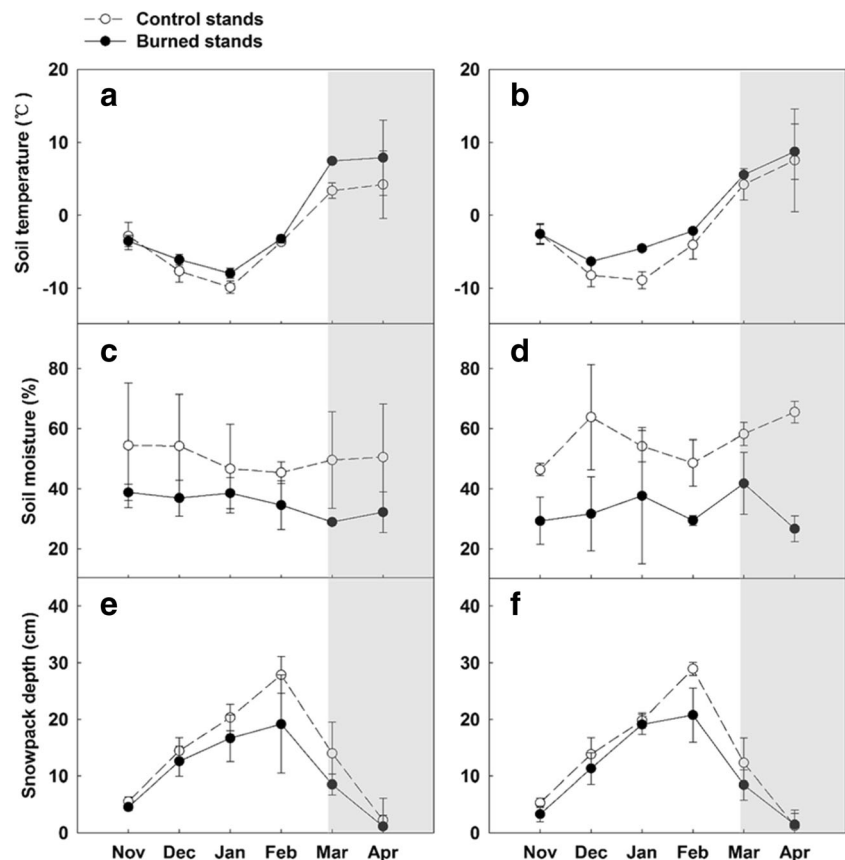 Control stands
Burned stands
Soil temperature (℃)
20
10
0
-10
a
20
10
0
-10
b
Soil moisture (%)
80
60
40
20
c
80
60
40
20
d
Snowpack depth (cm)
40
30
20
10
0
e
40
30
20
10
0
f
Nov Dec Jan Feb Mar Apr
Nov Dec Jan Feb Mar Apr